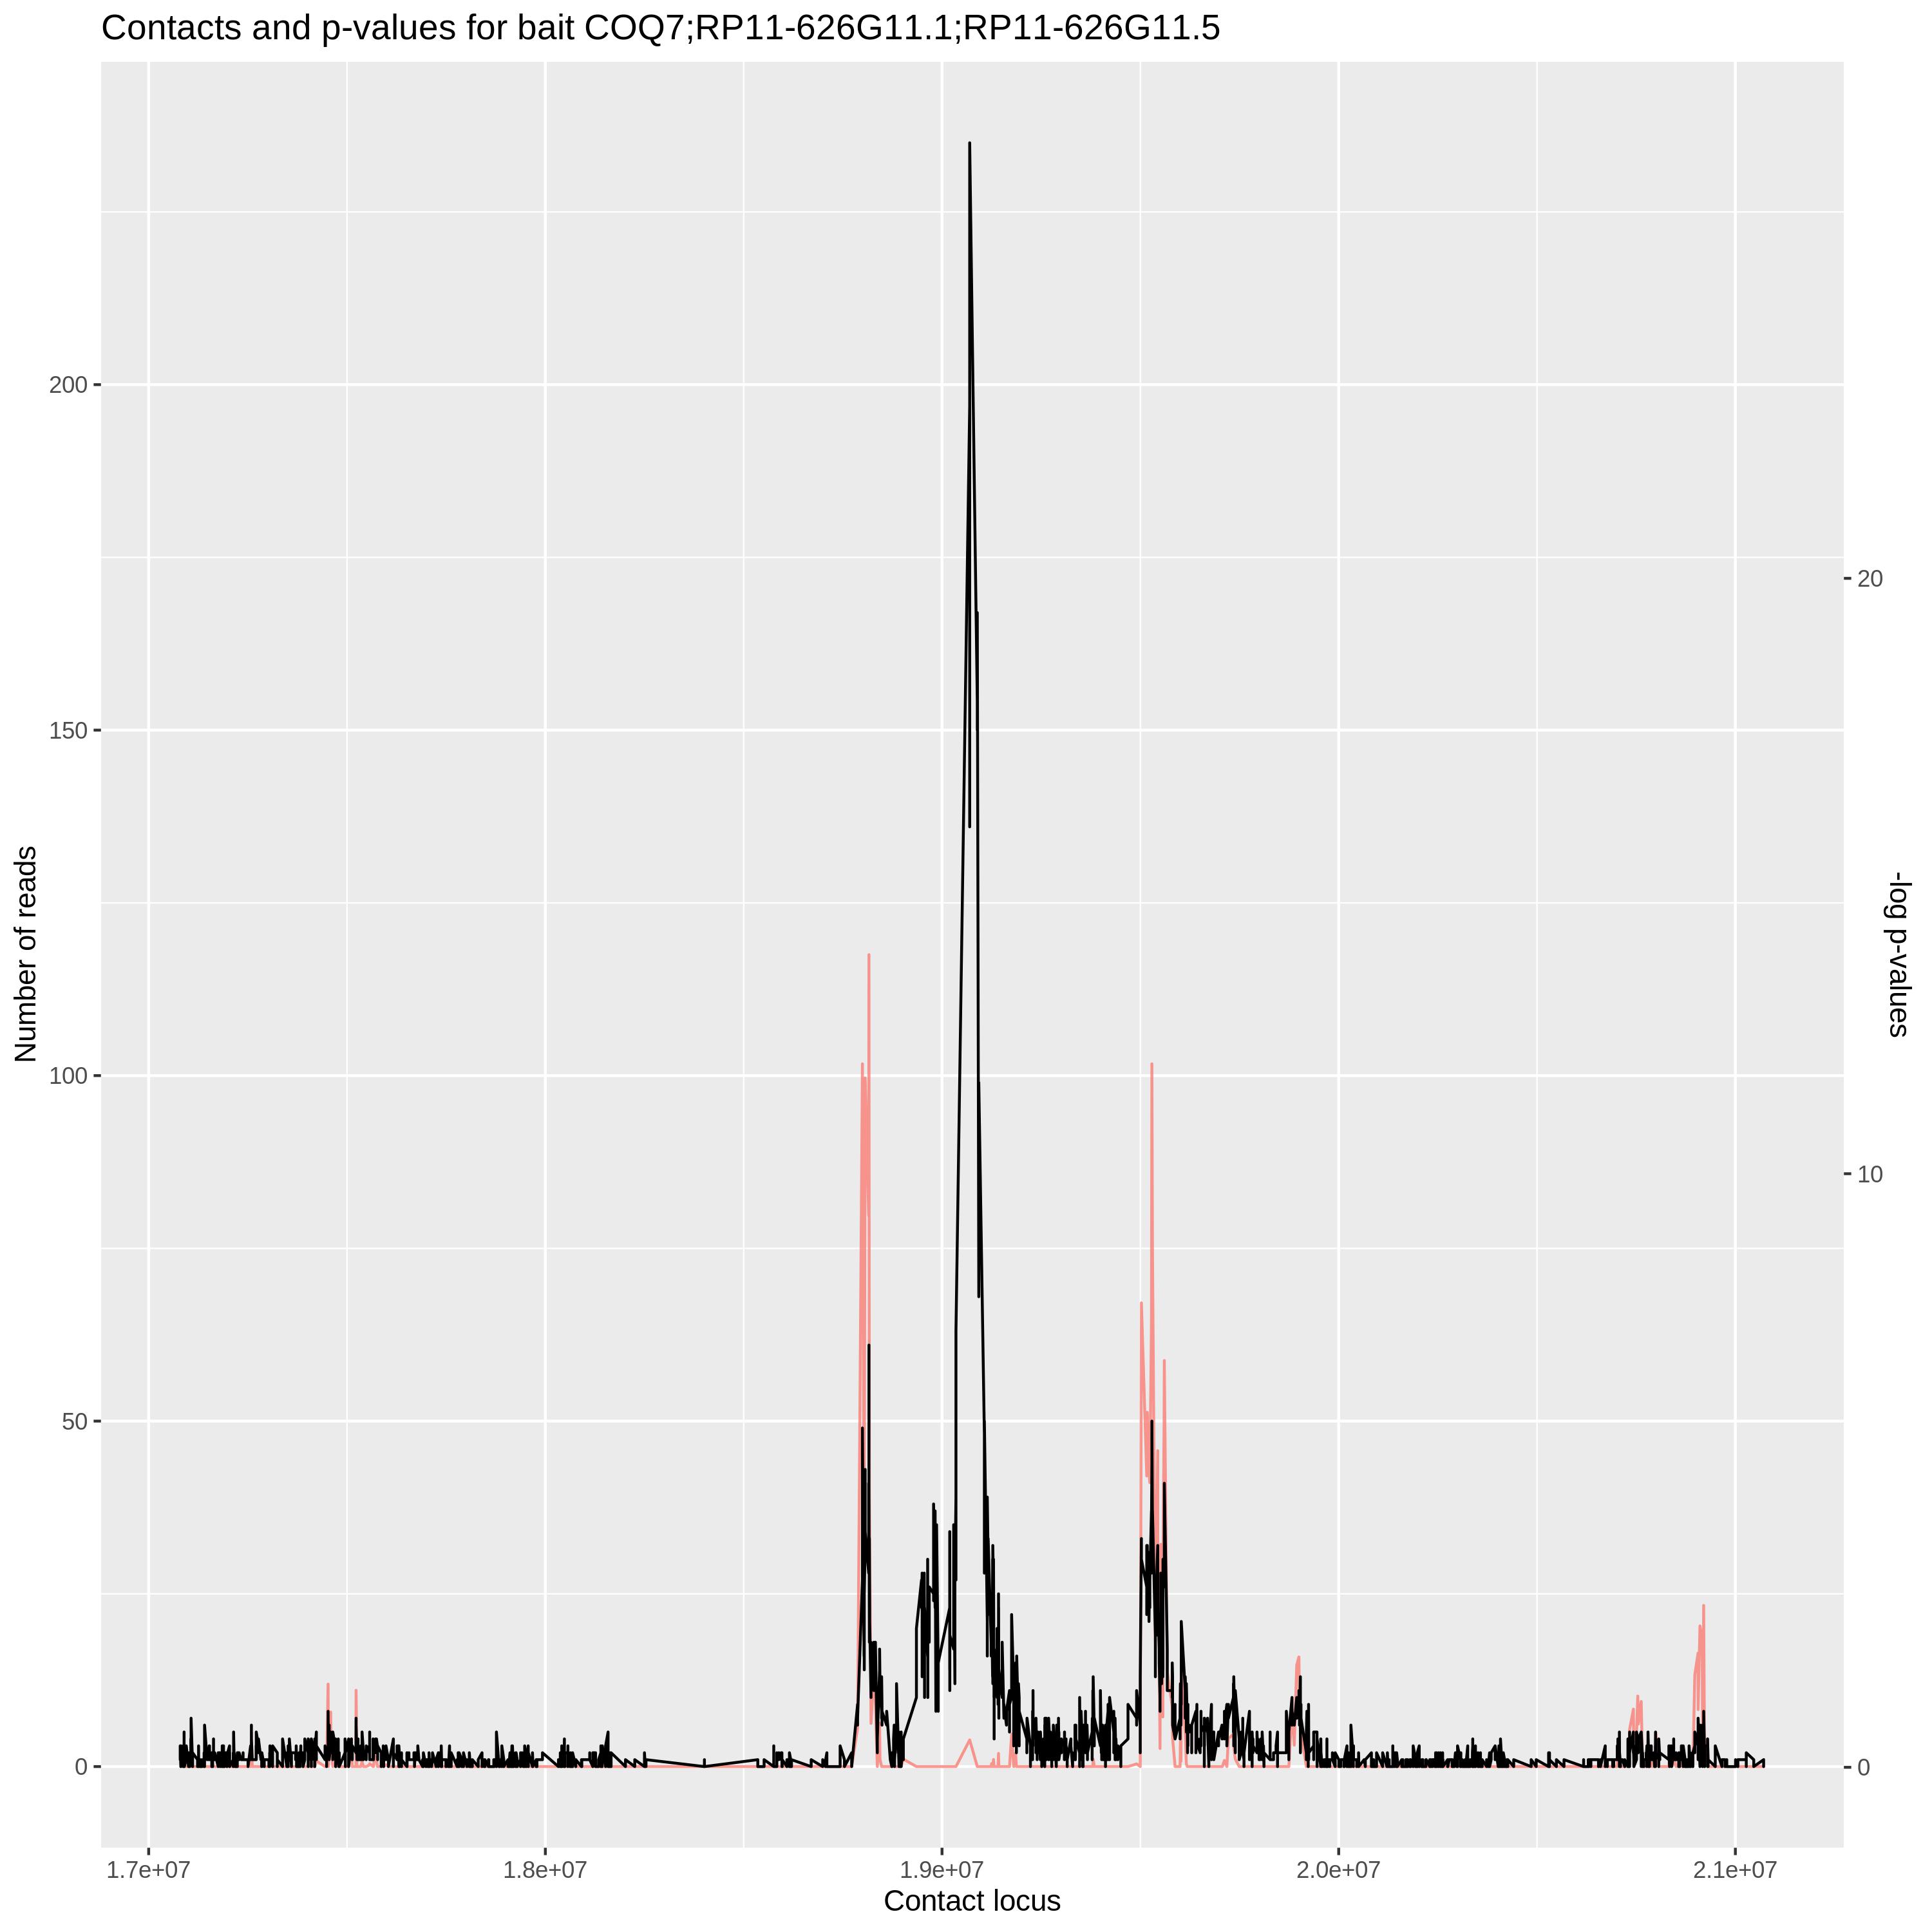 Contacts and p-values for bait COQ7;RP11-626G11.1;RP11-626G11.5
200
150
100
50
0
Number of reads
20
10
0
-log p-values
1.7e+07
1.8e+07
1.9e+07
2.0e+07
2.1e+07
Contact locus